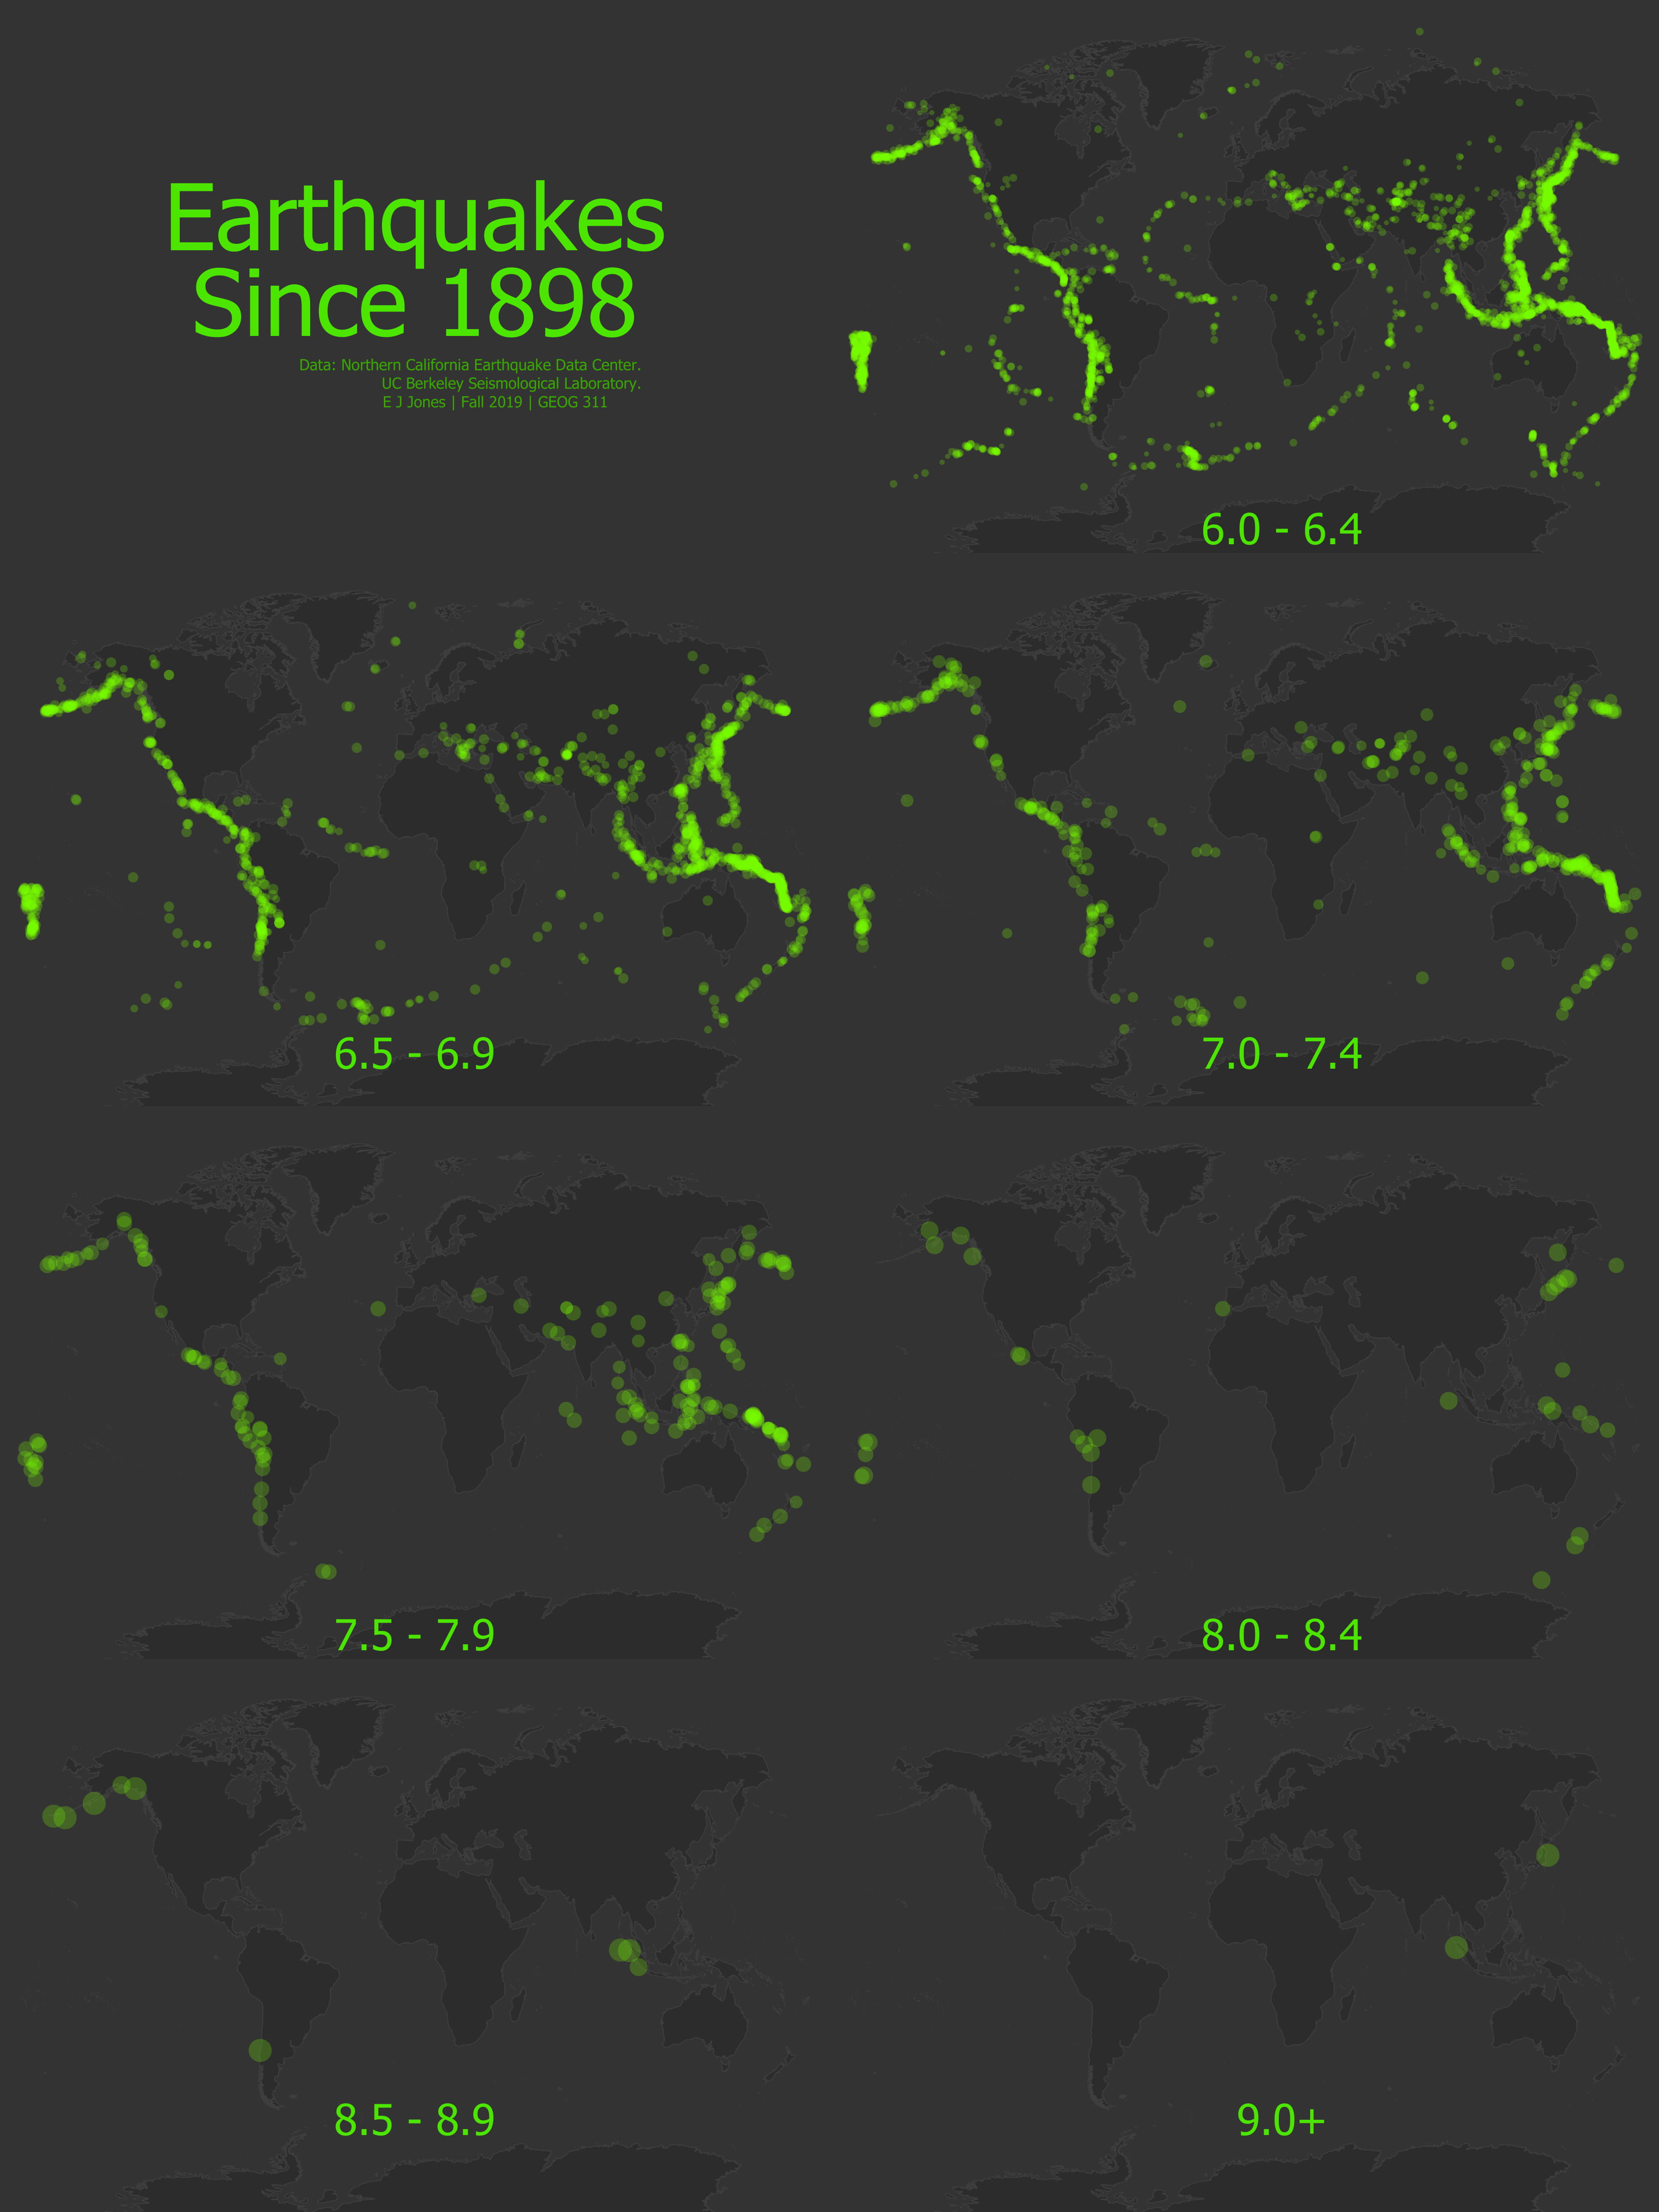 Earthquakes
Since 1898
Data: Northern California Earthquake Data Center.
UC Berkeley Seismological Laboratory.
E J Jones | Fall 2019 | GEOG 311
6.0 - 6.4
6.5 - 6.9
7.0 - 7.4
7.5 - 7.9
8.0 - 8.4
8.5 - 8.9
9.0+